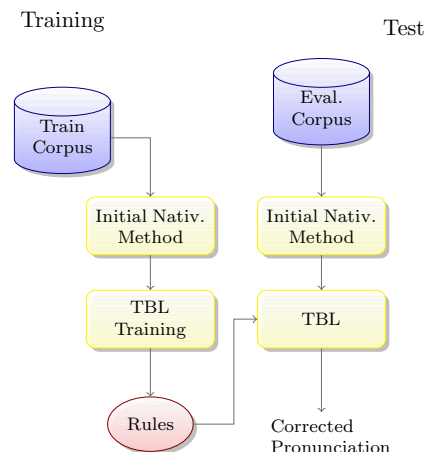 Training
Test
Train
Corpus
Eval.
Corpus
Initial Nativ.
Method
Initial Nativ.
Method
TBL
Training
TBL
Rules
Corrected
Pronunciation